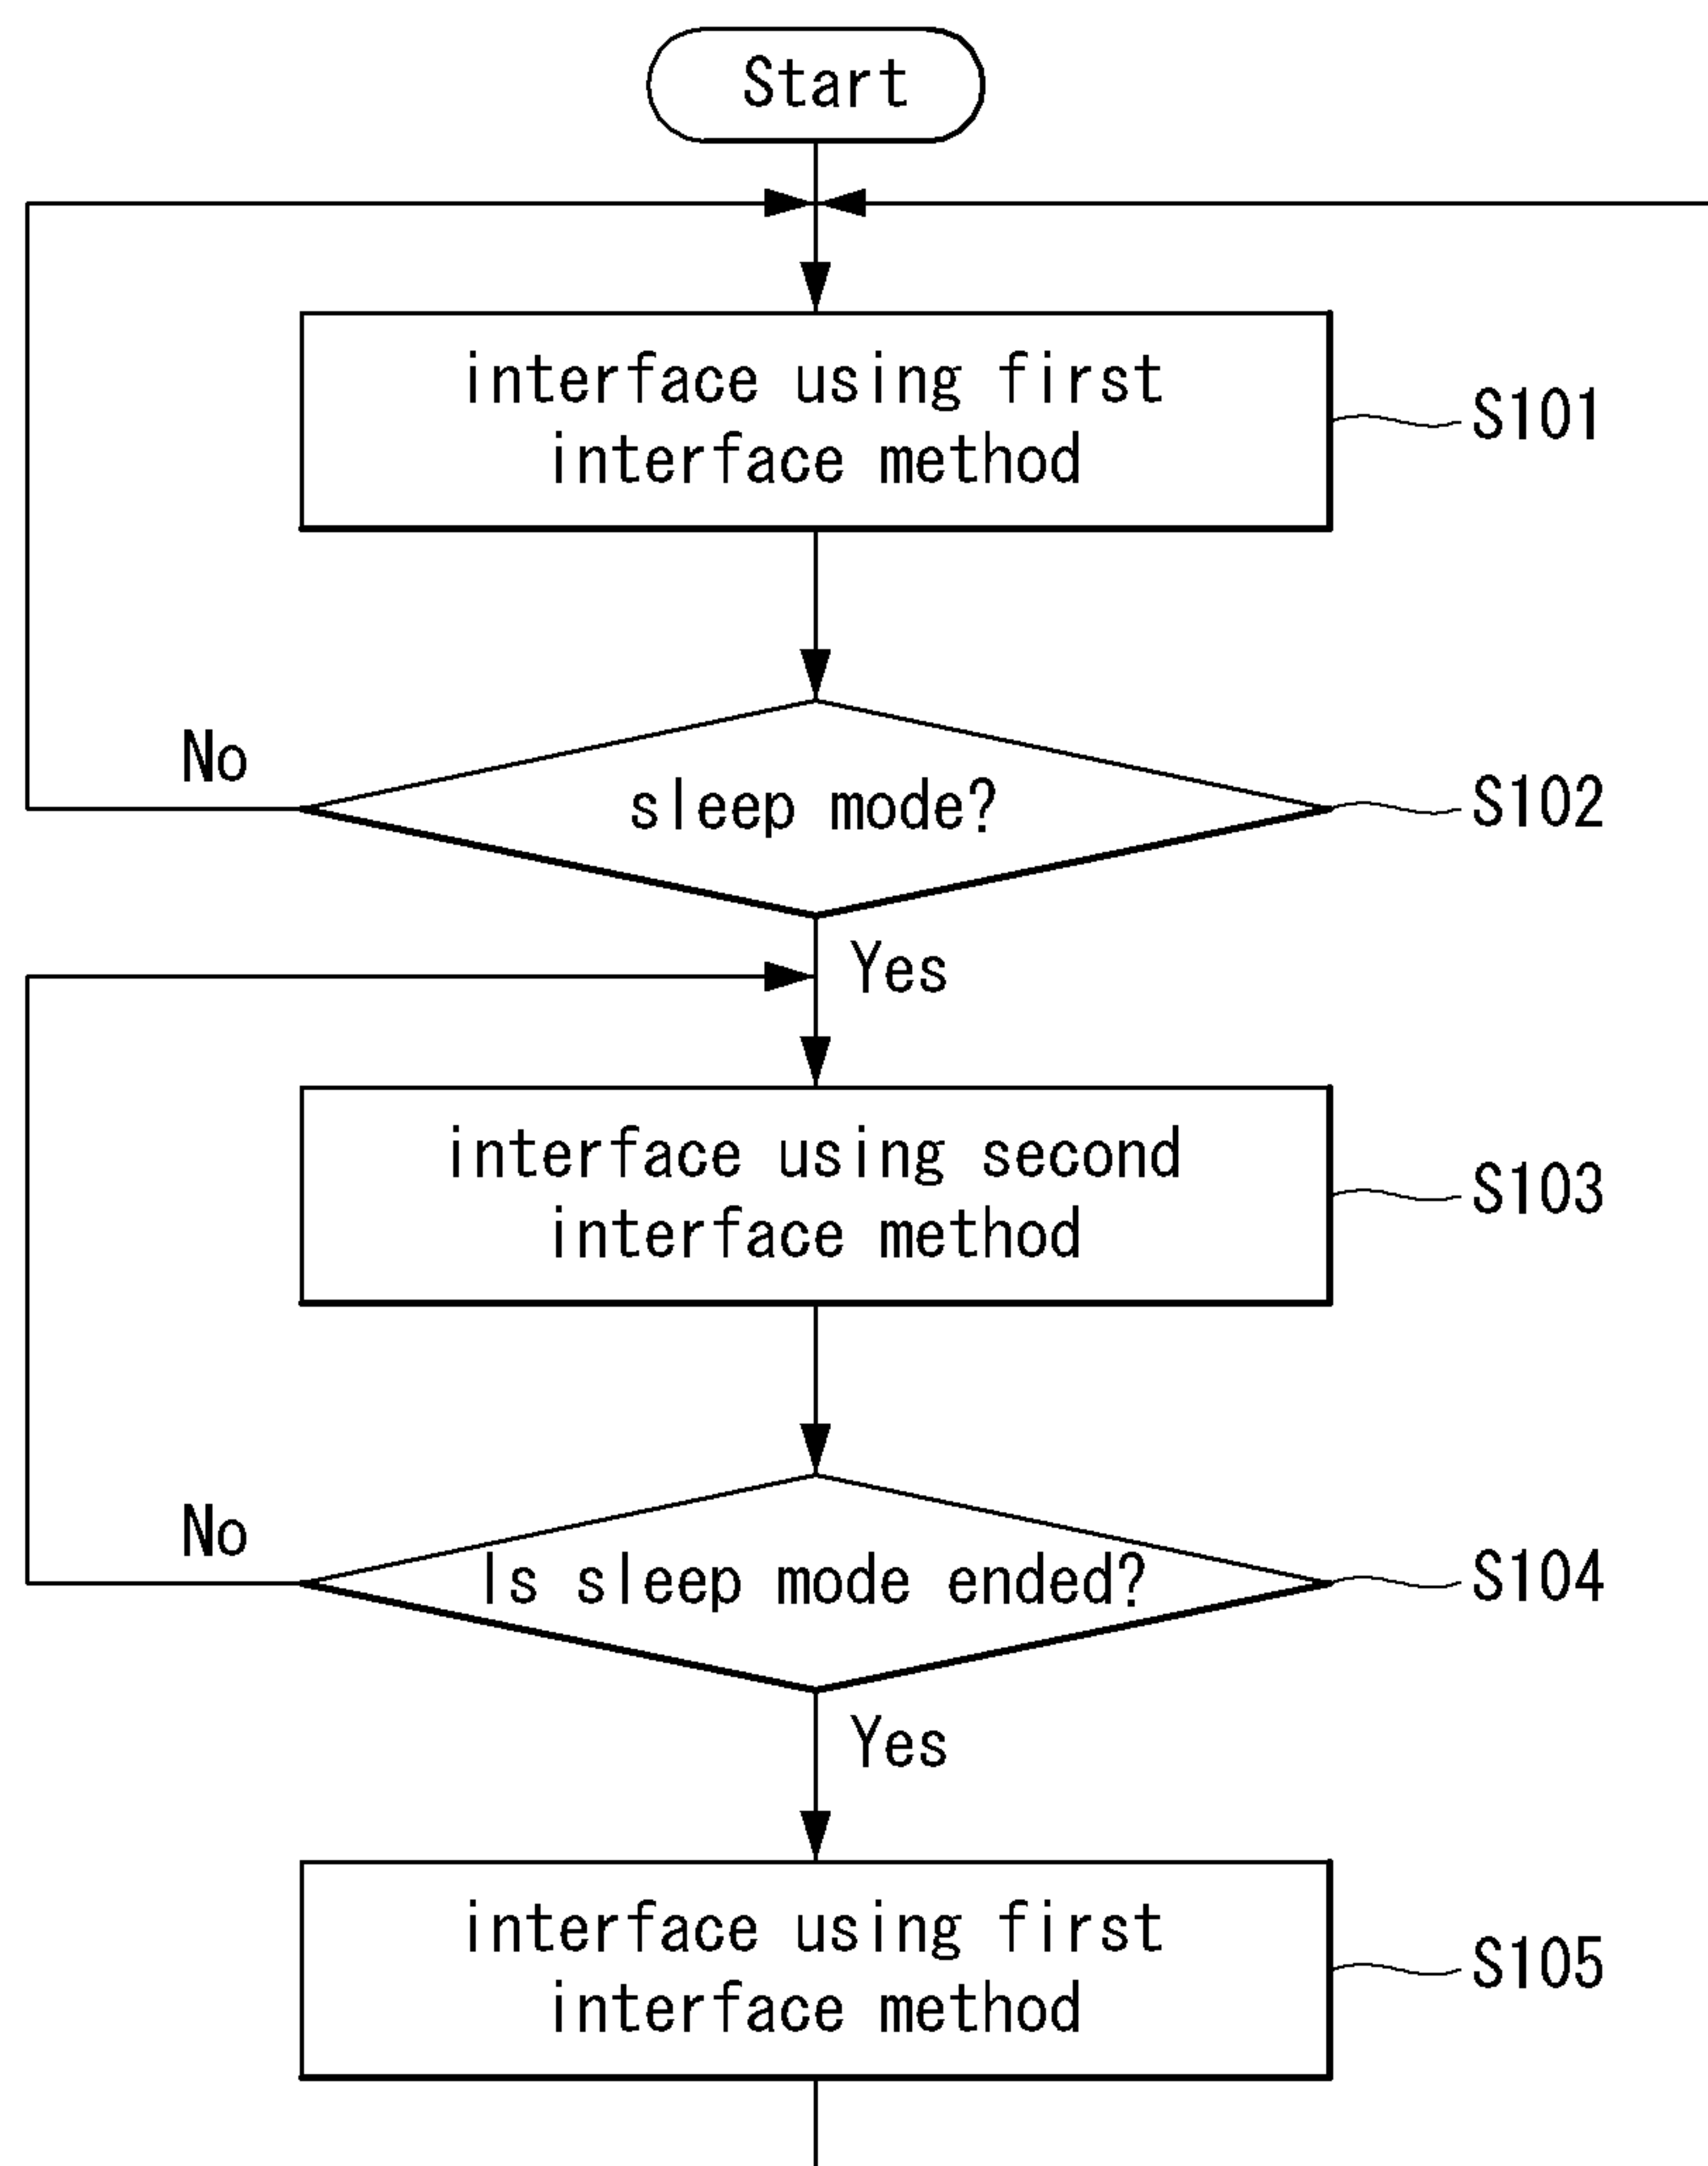 Start
interface using first
interface method
S101
No
sleep mode?
S102
Yes
interface using second
interface method
S103
No
Is sleep mode ended?
S104
Yes
interface using first
interface method
S105